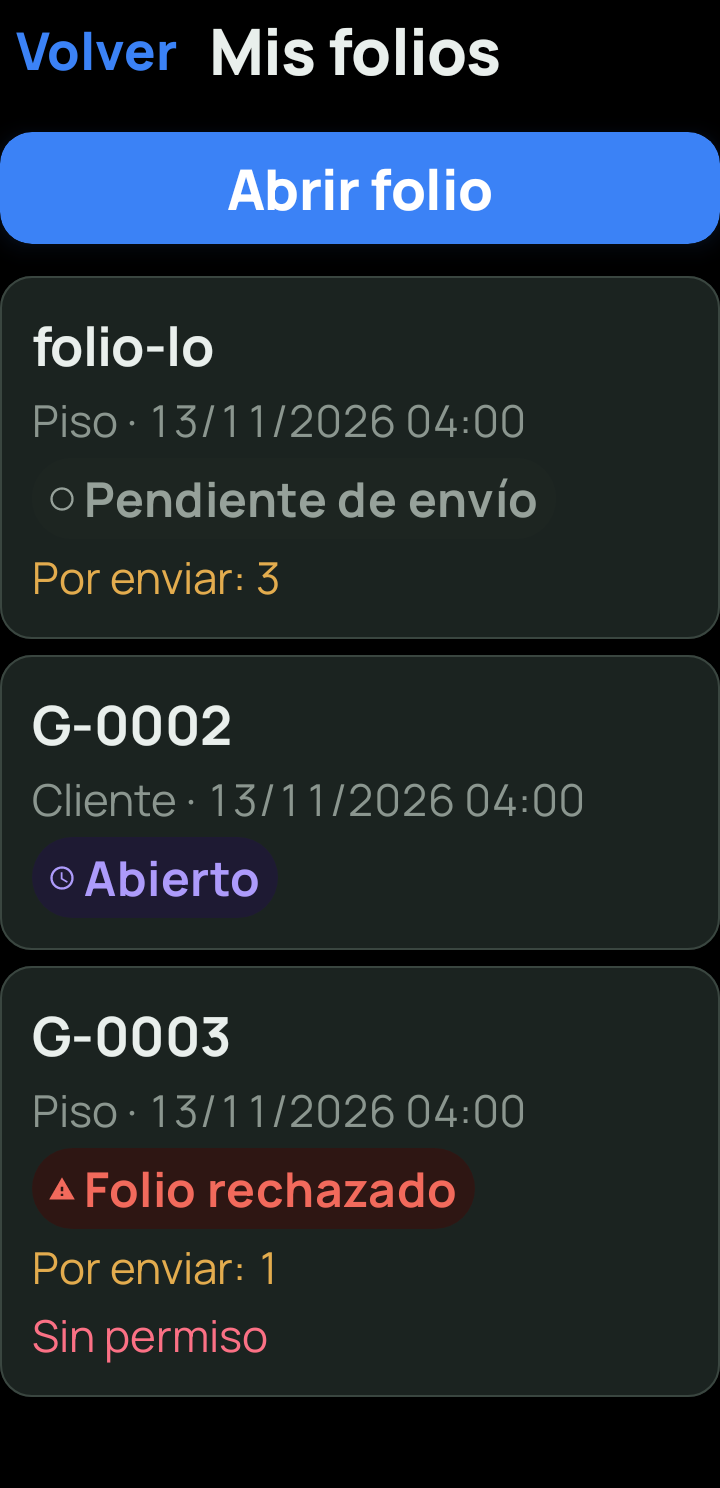 Volver Mis folios
Abrir folio
folio-lo
Piso · 13/11/2026 04:00
Pendiente de envío
Por enviar: 3
G-0002
Cliente · 13/11/2026 04:00
Abierto
G-0003
Piso · 13/11/2026 04:00
Folio rechazado
Por enviar: 1
Sin permiso